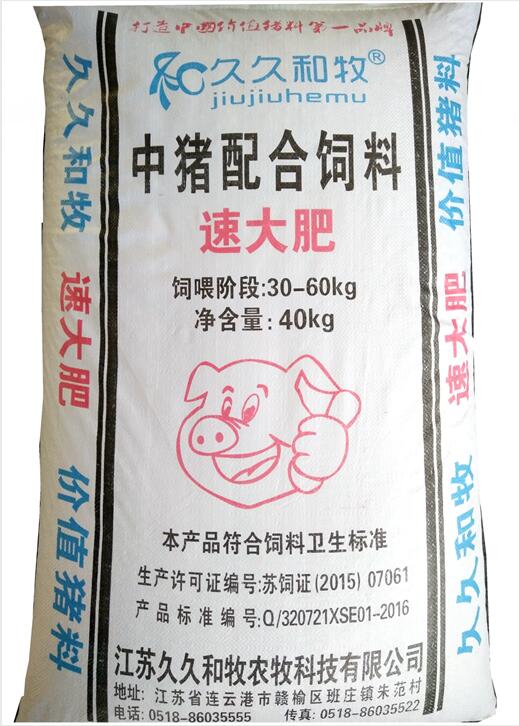 打造中国价值猪料第一品牌
久久和牧®
jiujiuhemu
中猪配合饲料
速大肥
饲喂阶段:30-60kg
净含量:40kg
本产品符合饲料卫生标准
生产许可证编号:苏饲证(2015)07061
产品标准编号:Q/320721XSE01-2016
江苏久久和牧农牧科技有限公司
地址:江苏省连云港市赣榆区班庄镇朱范村
电话:0518-86035555 传真:0518-86035522
久久和牧
速大肥
价值猪料
价值猪料
速大肥
久久和牧